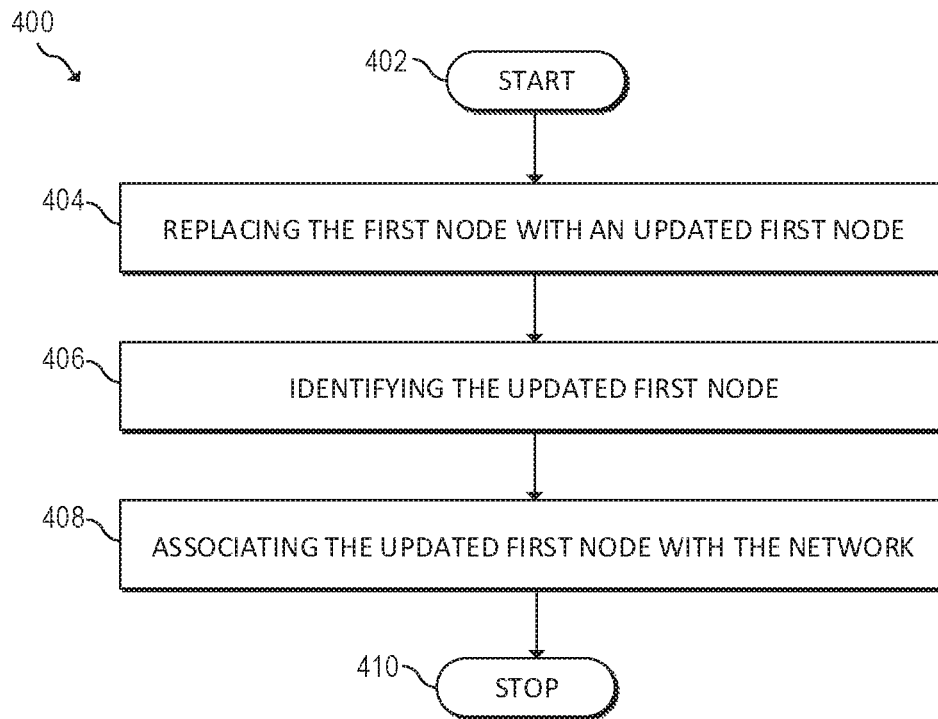 400
402
START
404
REPLACING THE FIRST NODE WITH AN UPDATED FIRST NODE
406
IDENTIFYING THE UPDATED FIRST NODE
408
ASSOCIATING THE UPDATED FIRST NODE WITH THE NETWORK
410
STOP